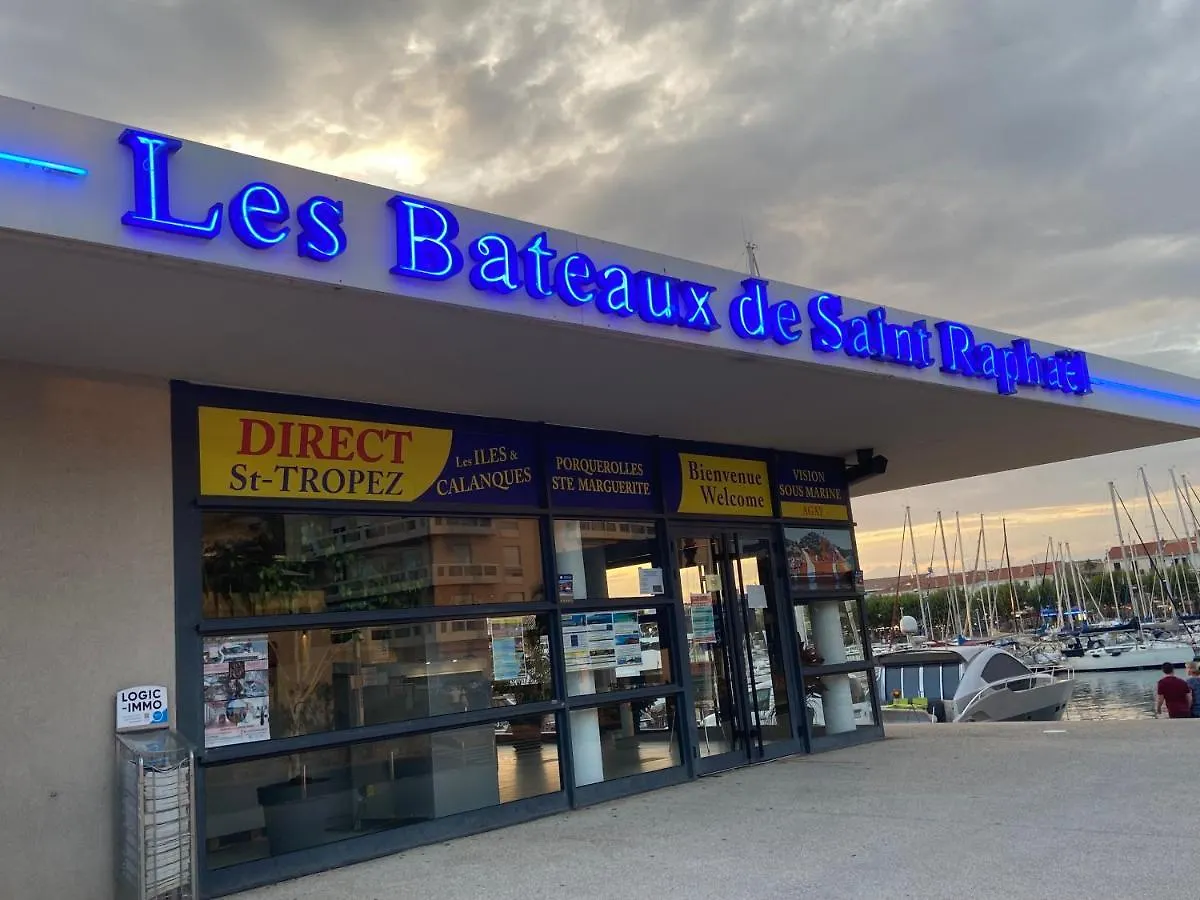 Les Bateaux de Saint Raphaël
DIRECT
St-TROPEZ
Les ILES &
CALANQUES
PORQUEROLLES
STE MARGUERITE
Bienvenue
Welcome
VISION
SOUS MARINE
AGAY
LOGIC
-IMMO